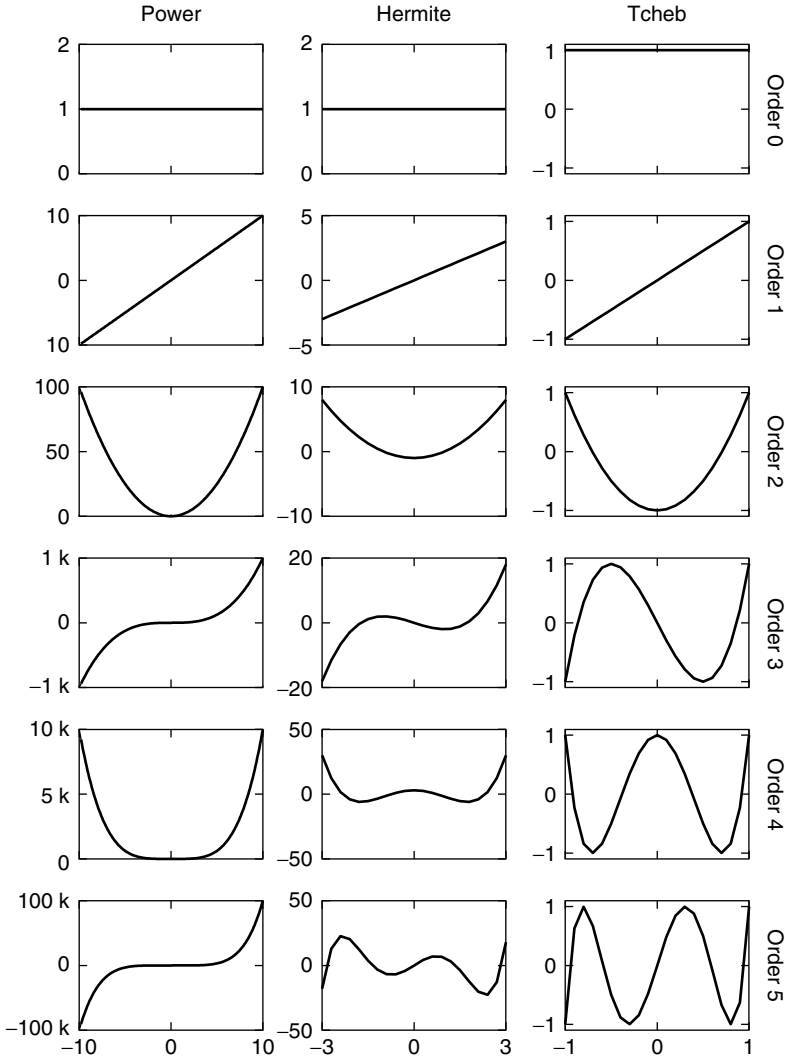 Power Hermite Tcheb
2 2 1
1 1 0
0 0 −1
Order 0
10 5 1
0 0 0
10 −5 −1
Order 1
100 10 1
50 0 0
0 −10 −1
Order 2
1 k 20 1
0 0 0
−1 k −20 −1
Order 3
10 k 50 1
5 k 0 0
0 −50 −1
Order 4
100 k 50 1
0 0 0
−100 k −50 −1
Order 5
−10 0 10 −3 0 3 −1 0 1